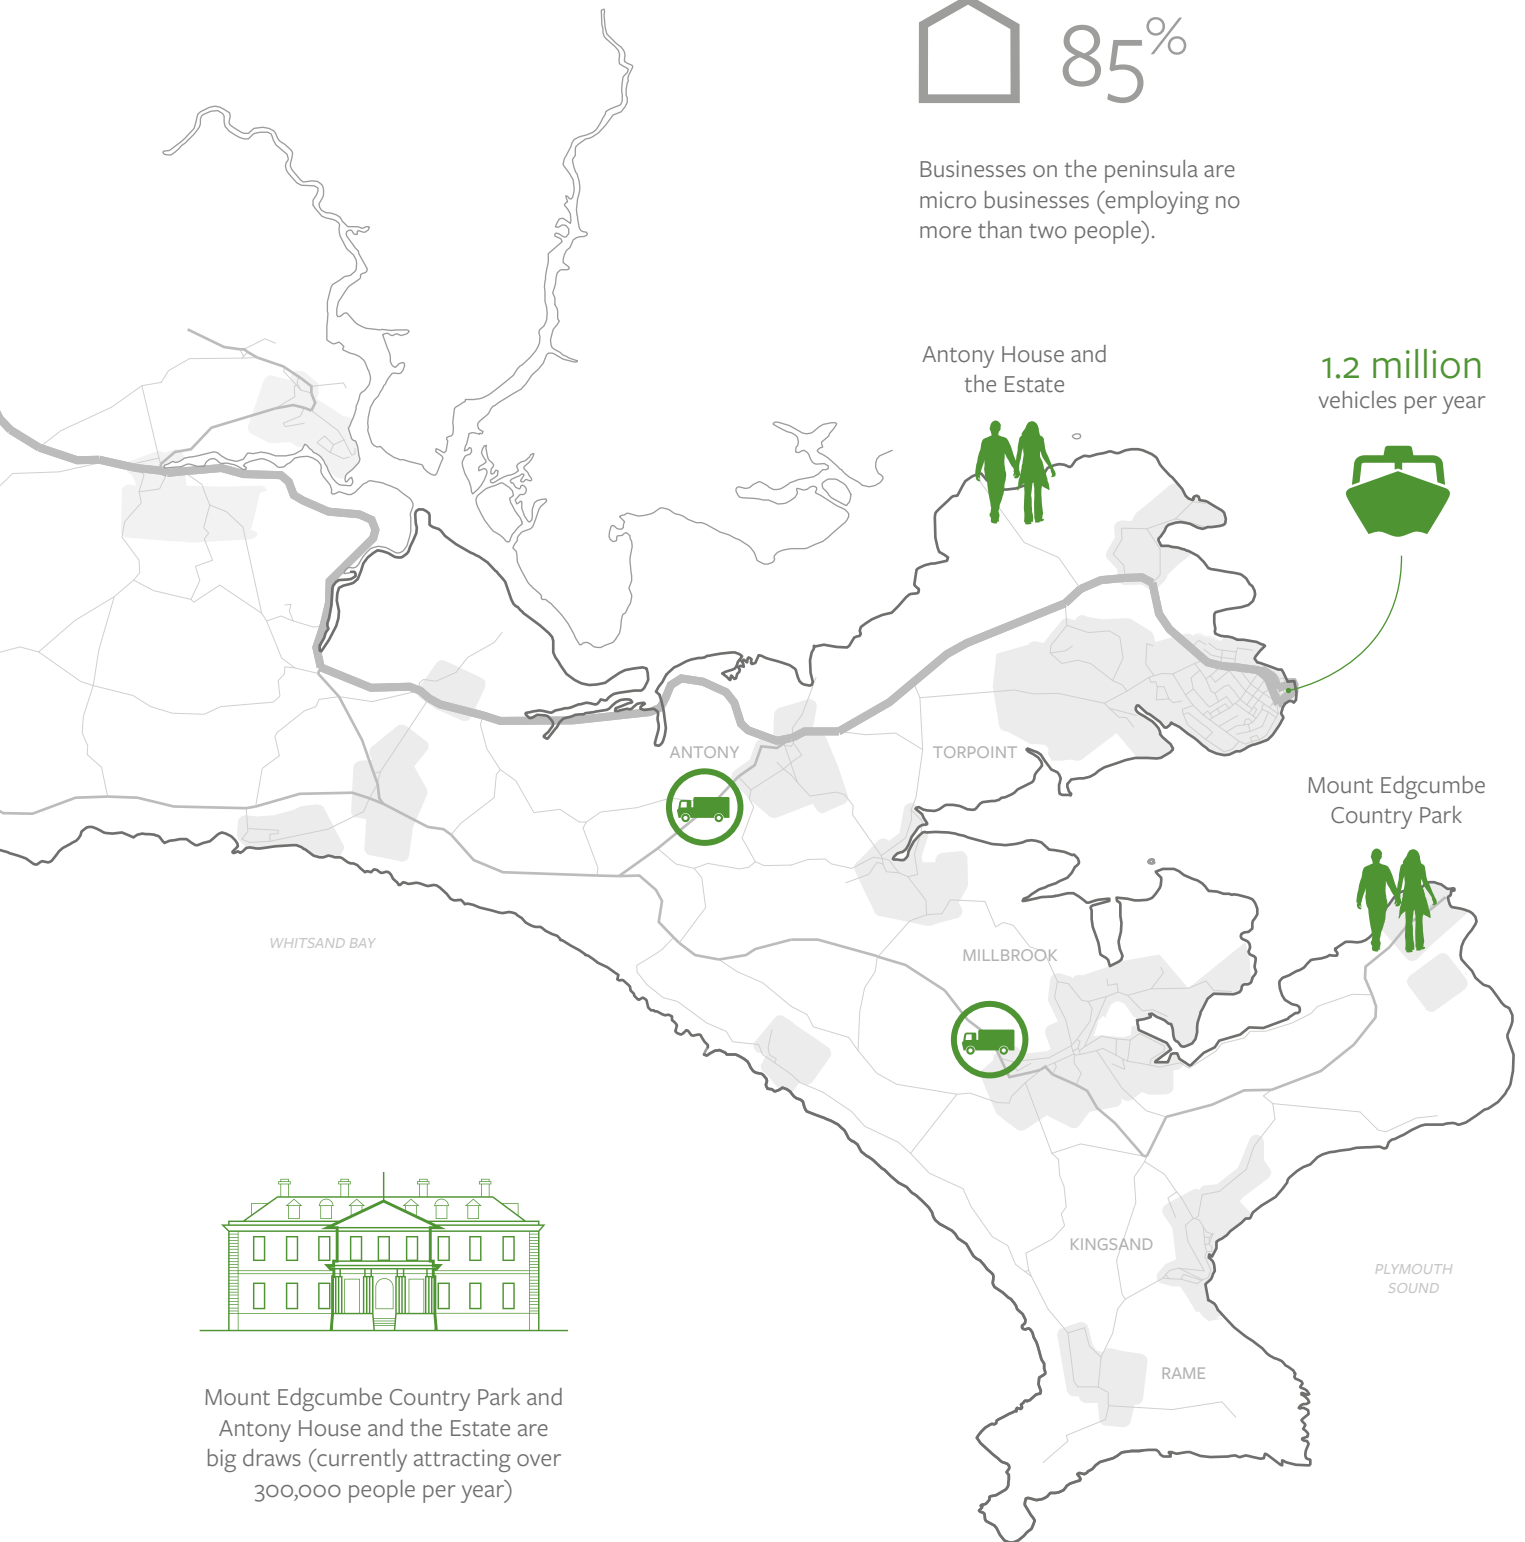 85%
Businesses on the peninsula are
micro businesses (employing no
more than two people).
Antony House and
the Estate
1.2 million
vehicles per year
ANTONY
TORPOINT
Mount Edgcumbe
Country Park
WHITSAND BAY
MILLBROOK
KINGSAND
PLYMOUTH
SOUND
RAME
Mount Edgcumbe Country Park and
Antony House and the Estate are
big draws (currently attracting over
300,000 people per year)